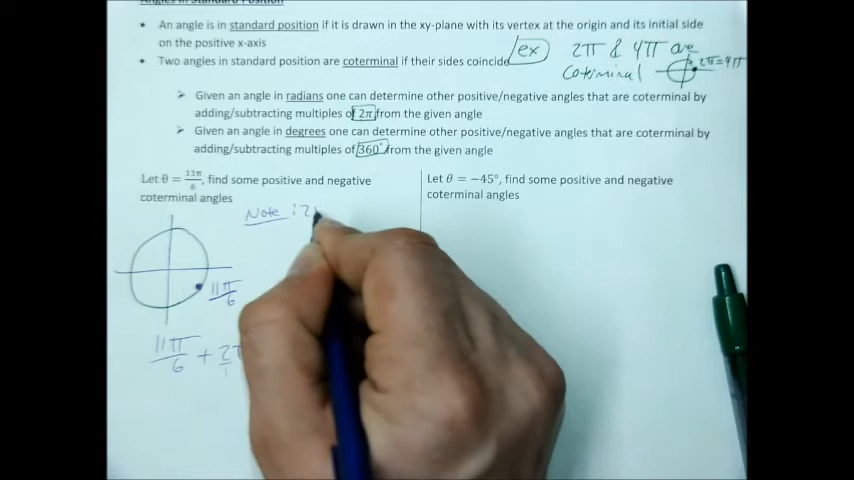 Angles in Standard Position
• An angle is in standard position if it is drawn in the xy-plane with its vertex at the origin and its initial side
on the positive x-axis
• Two angles in standard position are coterminal if their sides coincide
ex 2π & 4π are
coterminal
2π=4π
➢ Given an angle in radians one can determine other positive/negative angles that are coterminal by
adding/subtracting multiples of 2π from the given angle
➢ Given an angle in degrees one can determine other positive/negative angles that are coterminal by
adding/subtracting multiples of 360° from the given angle
Let θ = 11π/6, find some positive and negative
coterminal angles
Note : 2
11π/6
11π/6 + 2π/1
Let θ = −45°, find some positive and negative
coterminal angles